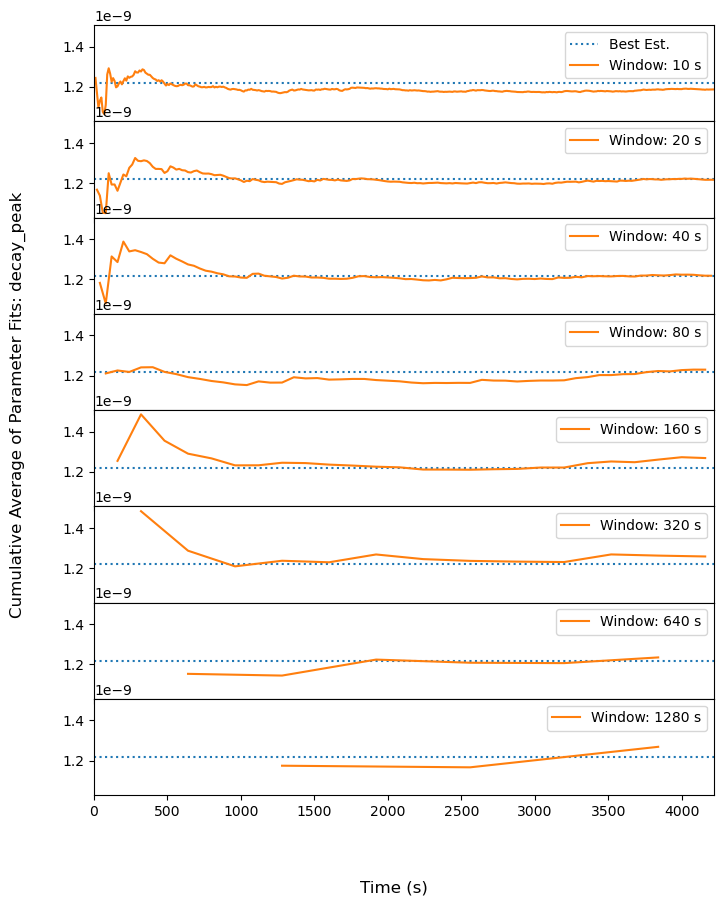 1e−9
1.4
1.2
Best Est.
Window: 10 s
1e−9
1.4
1.2
Window: 20 s
1e−9
1.4
1.2
Window: 40 s
1e−9
1.4
1.2
Window: 80 s
1e−9
1.4
1.2
Window: 160 s
1e−9
1.4
1.2
Window: 320 s
1e−9
1.4
1.2
Window: 640 s
1e−9
1.4
1.2
Window: 1280 s
0 500 1000 1500 2000 2500 3000 3500 4000
Time (s)
Cumulative Average of Parameter Fits: decay_peak